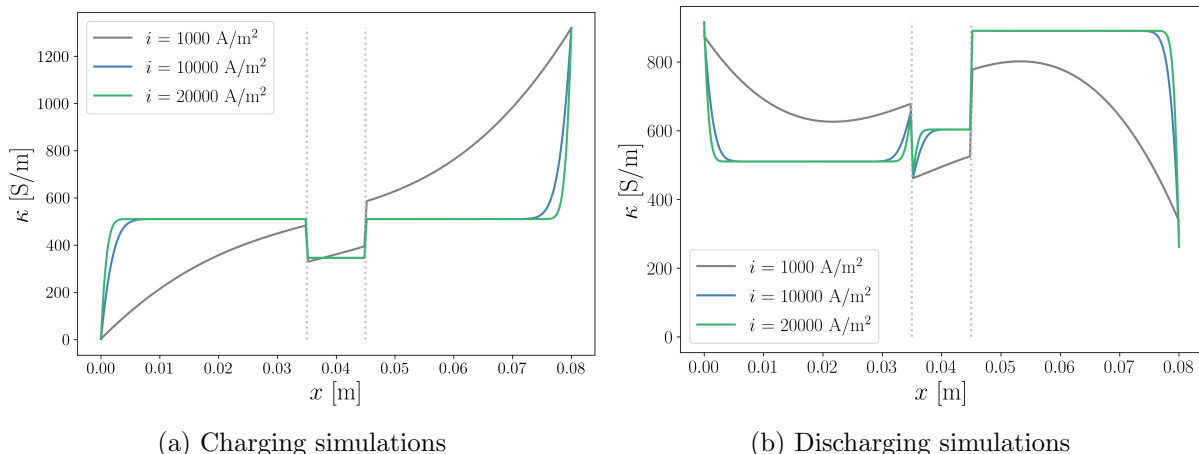 κ [S/m]
1200
1000
800
600
400
200
0
i = 1000 A/m²
i = 10000 A/m²
i = 20000 A/m²
0.00 0.01 0.02 0.03 0.04 0.05 0.06 0.07 0.08
x [m]
(a) Charging simulations
κ [S/m]
800
600
400
200
0
i = 1000 A/m²
i = 10000 A/m²
i = 20000 A/m²
0.00 0.01 0.02 0.03 0.04 0.05 0.06 0.07 0.08
x [m]
(b) Discharging simulations